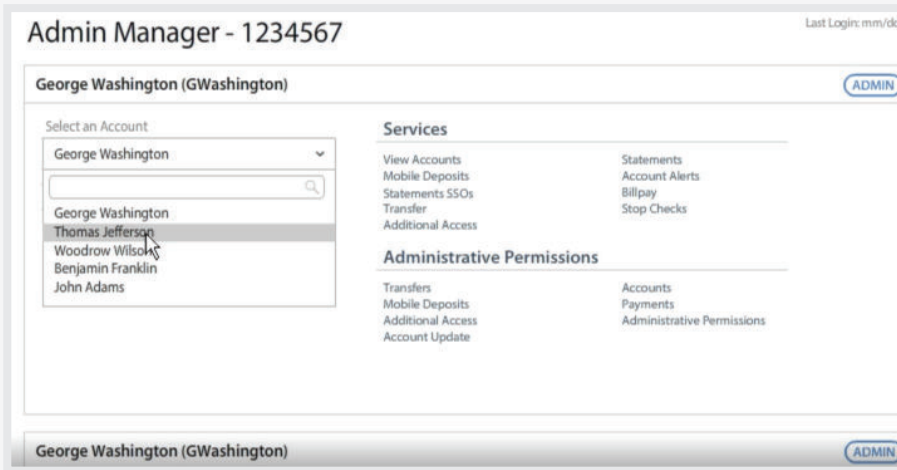 Admin Manager - 1234567
Last Login: mm/dd
George Washington (GWashington)
ADMIN
Select an Account
George Washington
George Washington
Thomas Jefferson
Woodrow Wilson
Benjamin Franklin
John Adams
Services
View Accounts
Mobile Deposits
Statements SSOs
Transfer
Additional Access
Statements
Account Alerts
Billpay
Stop Checks
Administrative Permissions
Transfers
Mobile Deposits
Additional Access
Account Update
Accounts
Payments
Administrative Permissions
George Washington (GWashington)
ADMIN